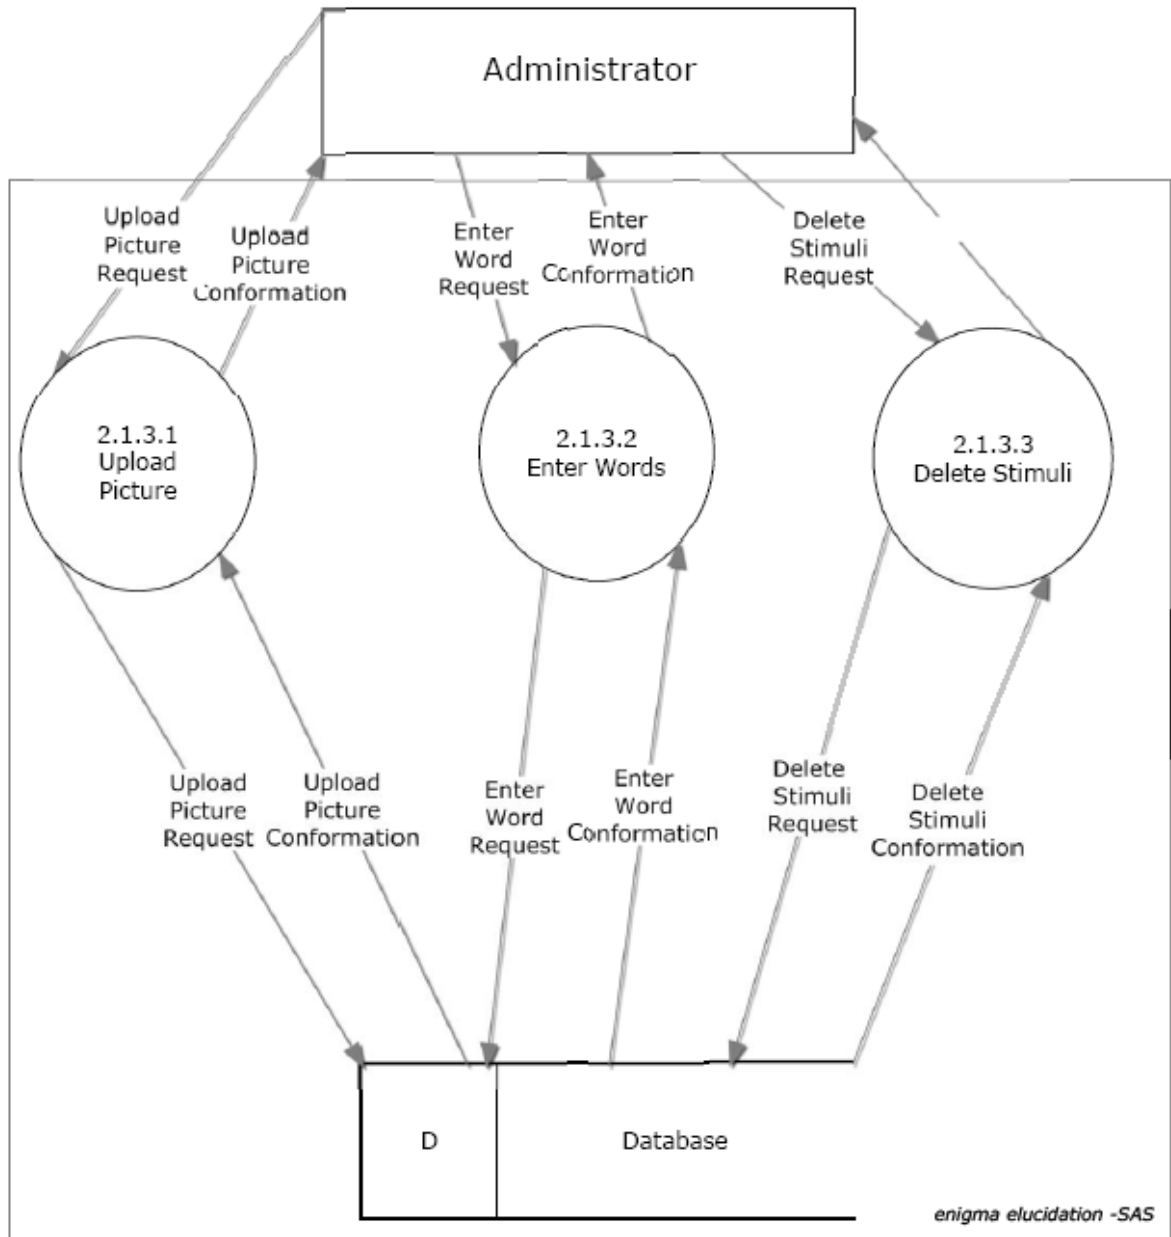 Administrator
Upload
Picture
Request
Upload
Picture
Conformation
Enter
Word
Request
Enter
Word
Conformation
Delete
Stimuli
Request
2.1.3.1
Upload
Picture
2.1.3.2
Enter Words
2.1.3.3
Delete Stimuli
Upload
Picture
Request
Upload
Picture
Conformation
Enter
Word
Request
Enter
Word
Conformation
Delete
Stimuli
Request
Delete
Stimuli
Conformation
D
Database
enigma elucidation -SAS